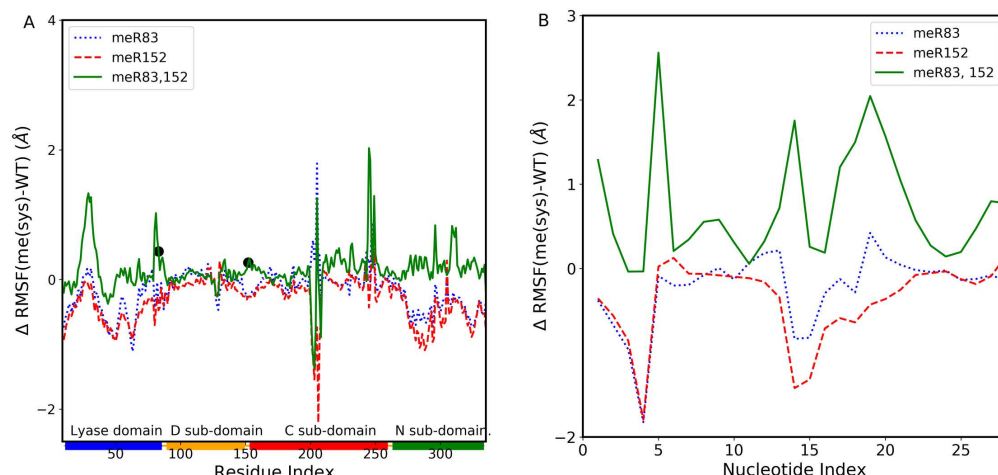 A
Δ RMSF(me(sys)-WT) (Å)
4
2
0
−2
meR83
meR152
meR83,152
Lyase domain
D sub-domain
C sub-domain
N sub-domain.
50
100
150
200
250
300
Residue Index
B
Δ RMSF(me(sys)-WT) (Å)
3
2
1
0
−1
−2
meR83
meR152
meR83, 152
0
5
10
15
20
25
Nucleotide Index